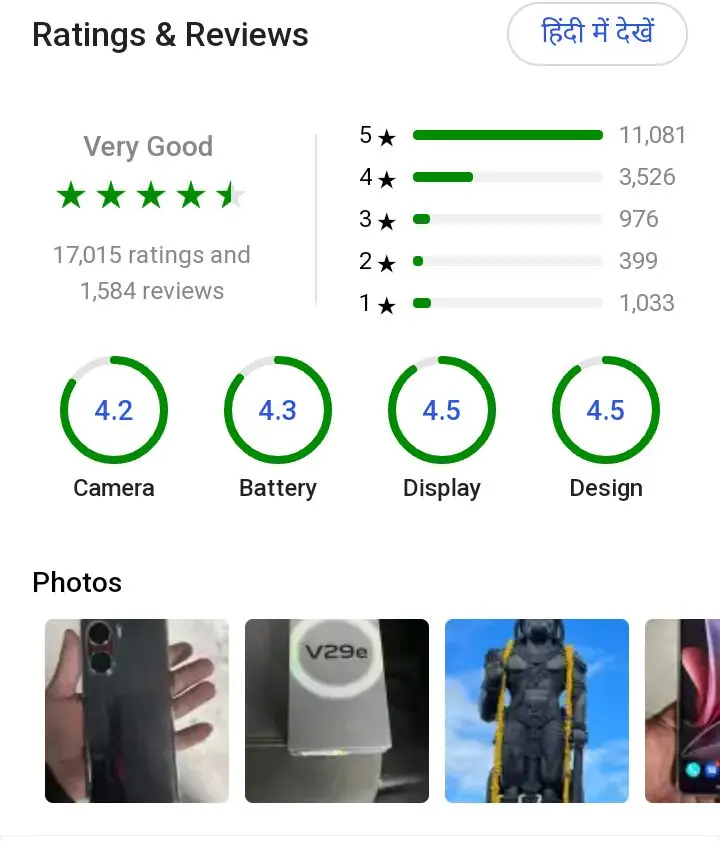 Ratings & Reviews
हिंदी में देखें
Very Good
17,015 ratings and
1,584 reviews
5 ★ 11,081
4 ★ 3,526
3 ★ 976
2 ★ 399
1 ★ 1,033
4.2 4.3 4.5 4.5
Camera Battery Display Design
Photos
V29e